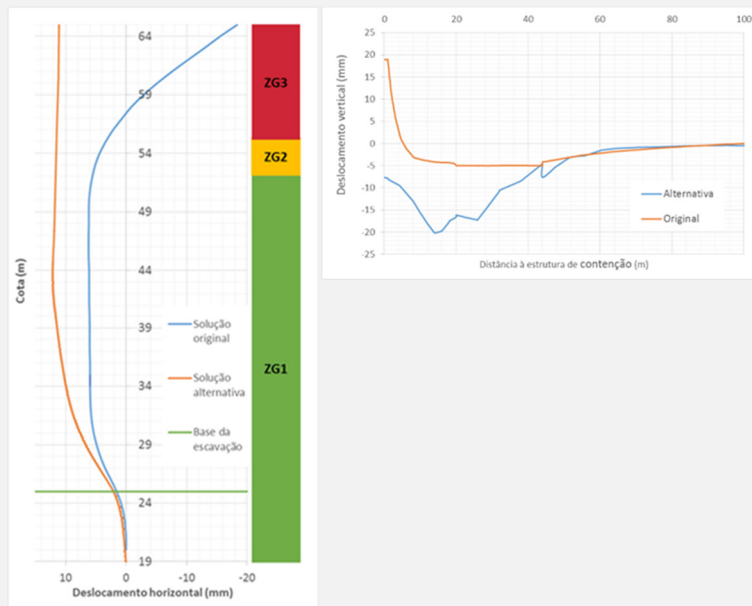 64
59
54
49
44
39
34
29
24
19
Cota (m)
10
0
-10
-20
Deslocamento horizontal (mm)
Solução
original
Solução
alternativa
Base da
escavação
ZG3
ZG2
ZG1
0
20
40
60
80
100
25
20
15
10
5
0
-5
-10
-15
-20
-25
Deslocamento vertical (mm)
Distância à estrutura de contenção (m)
Alternativa
Original